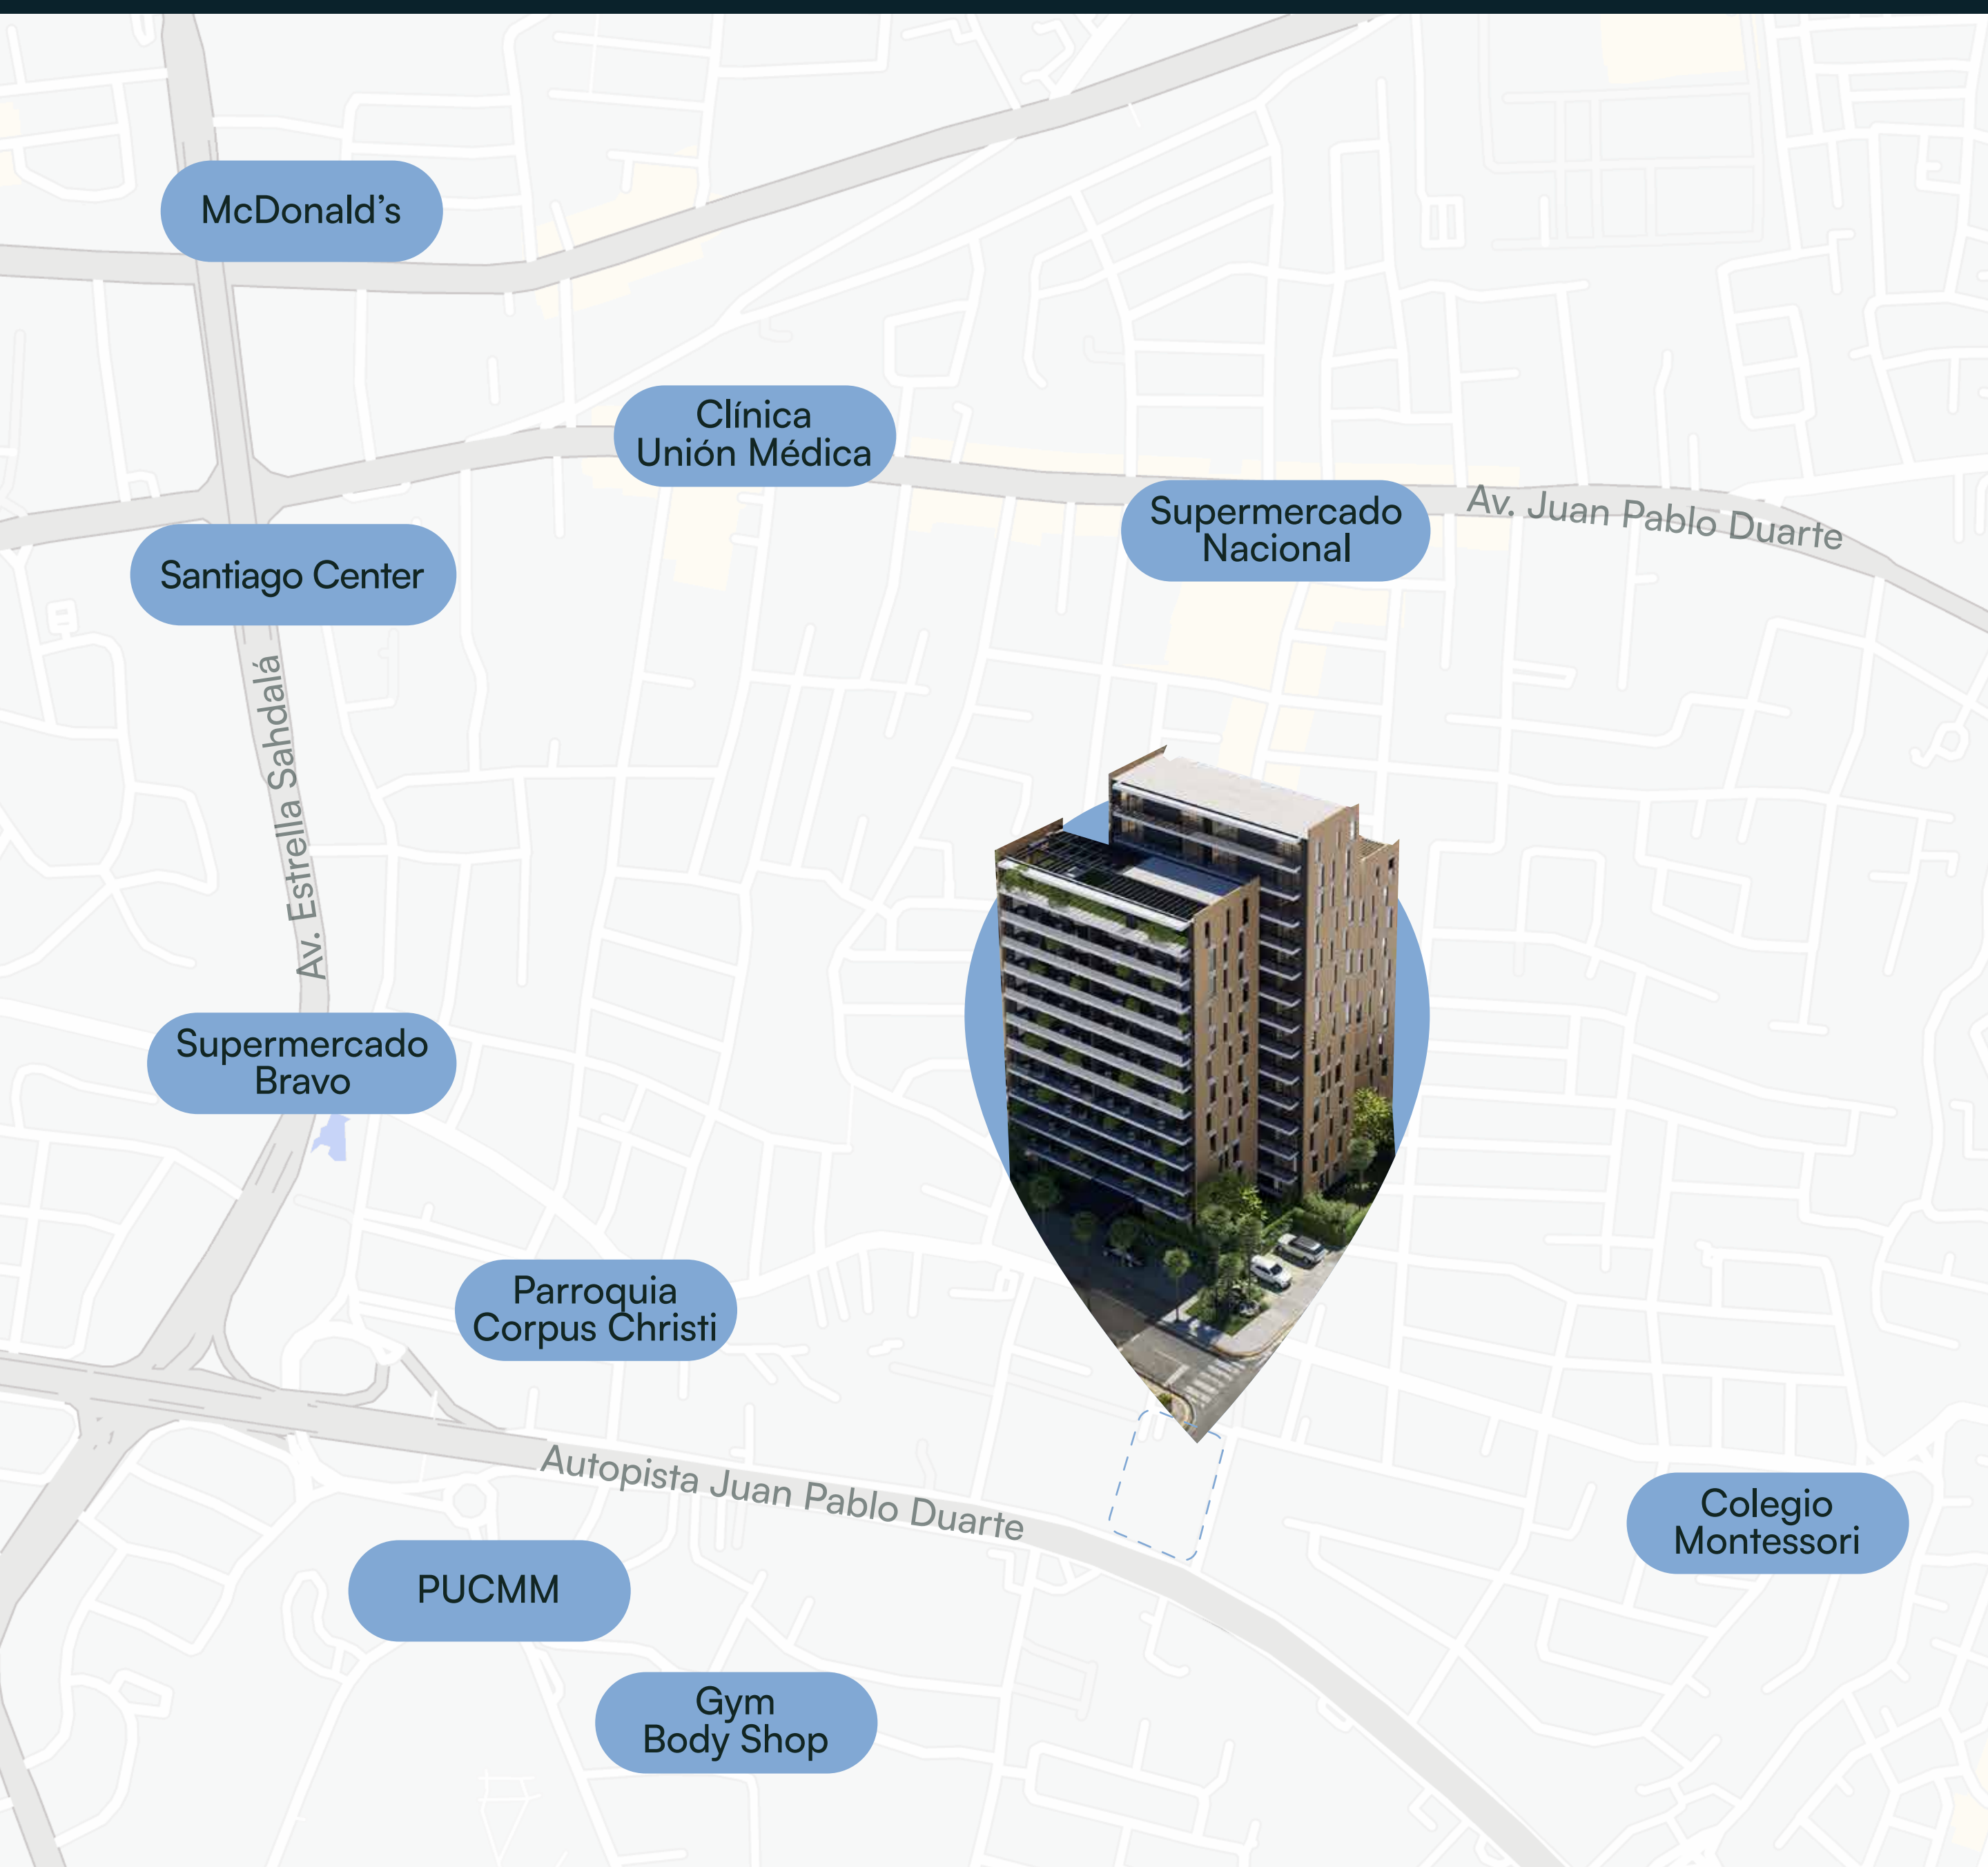 McDonald’s
Clínica
Unión Médica
Supermercado
Nacional
Av. Juan Pablo Duarte
Santiago Center
Av. Estrella Sahdalá
Supermercado
Bravo
Parroquia
Corpus Christi
Autopista Juan Pablo Duarte
Colegio
Montessori
PUCMM
Gym
Body Shop